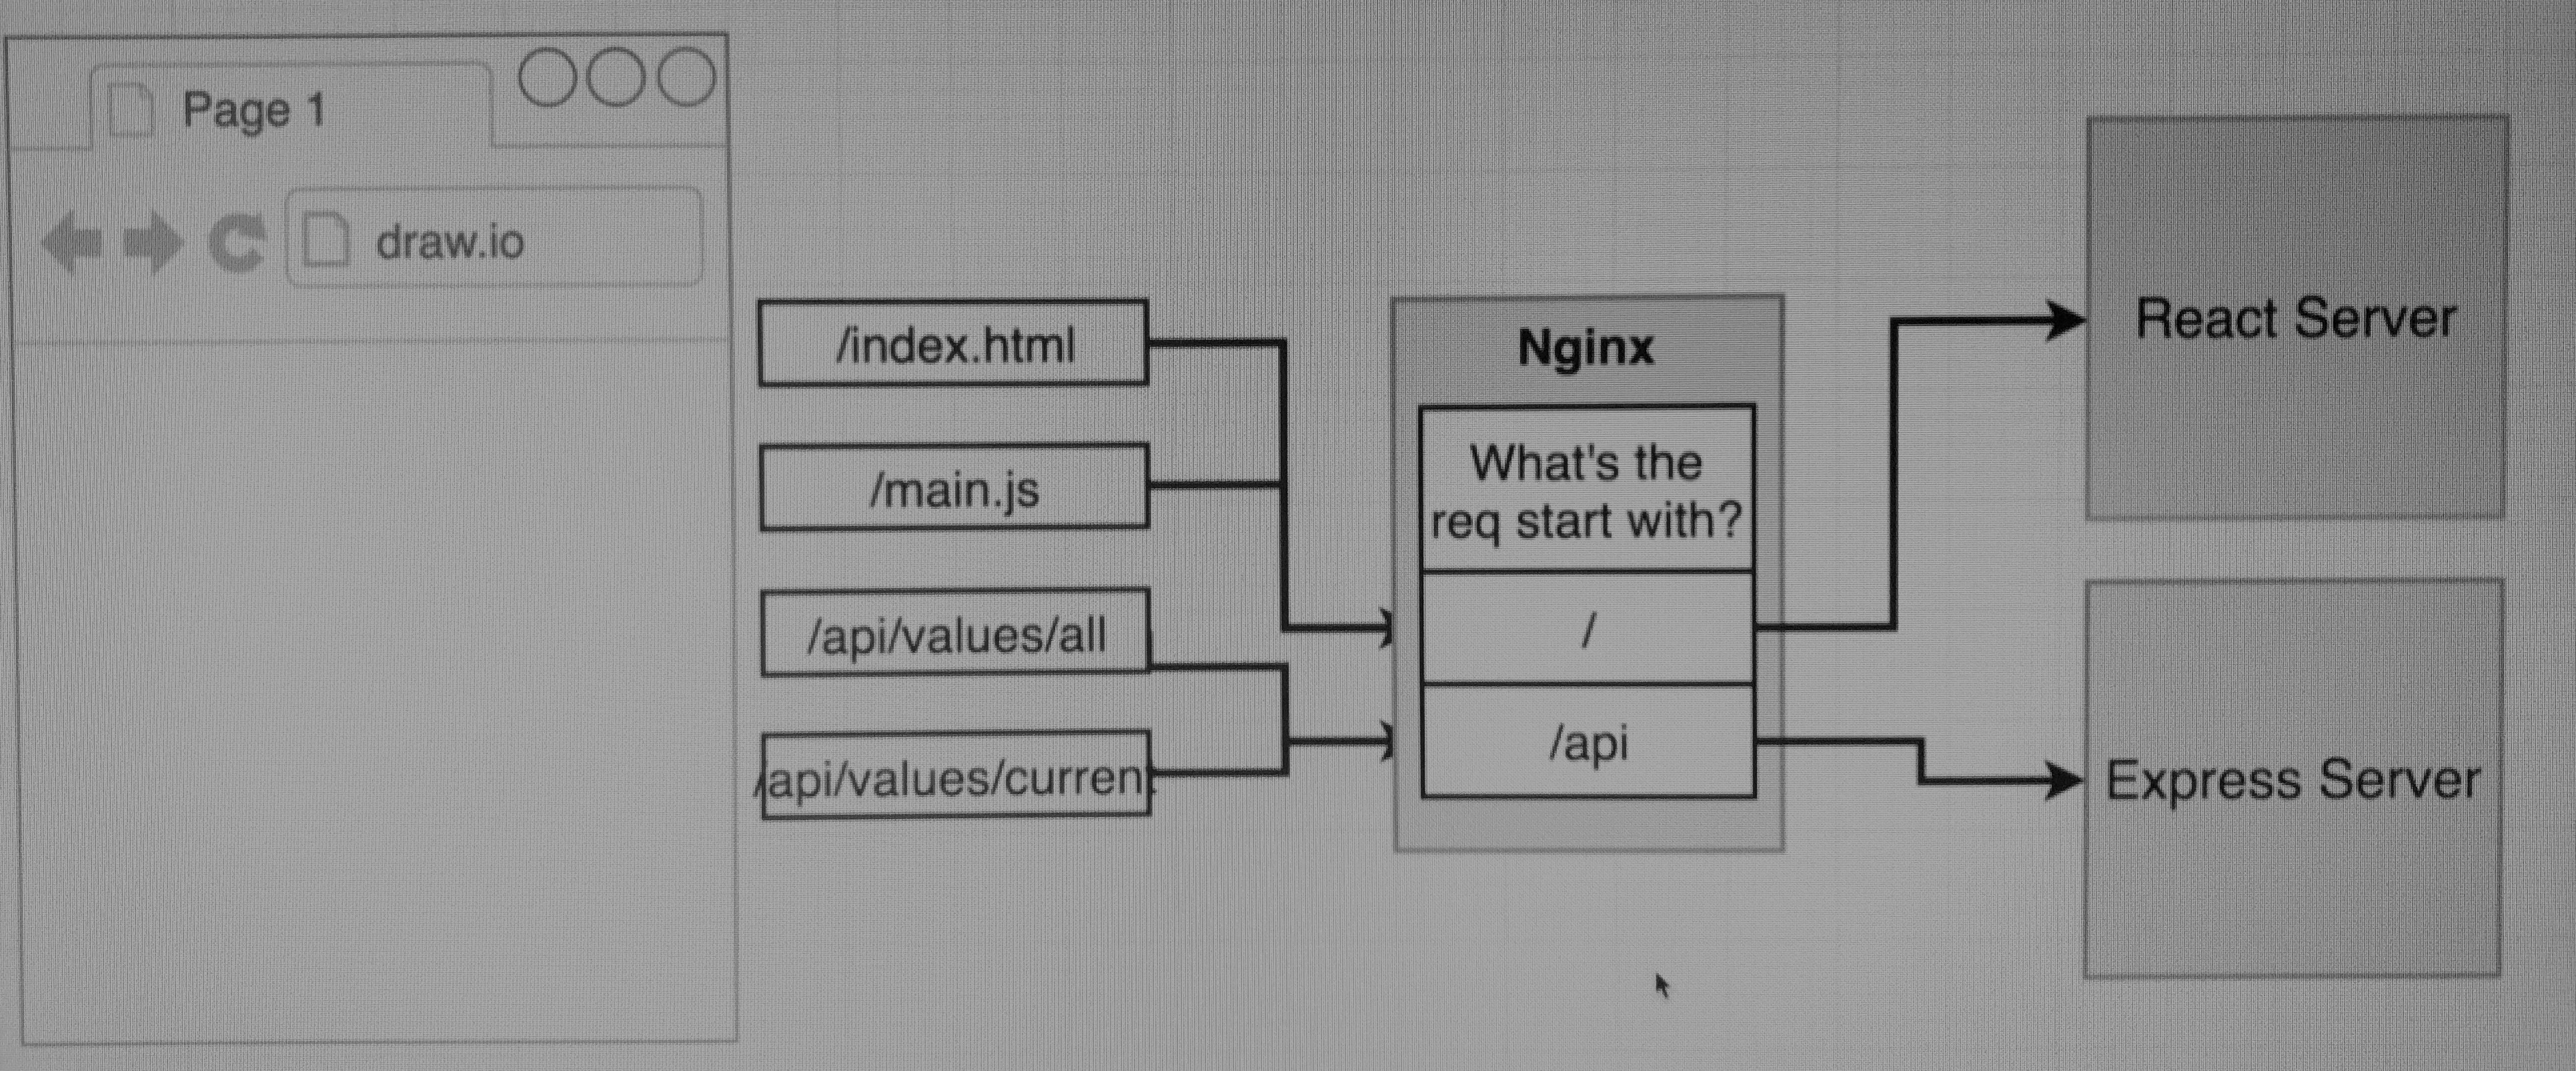 Page 1
draw.io
/index.html
/main.js
/api/values/all
/api/values/current
Nginx
What's the
req start with?
/
/api
React Server
Express Server